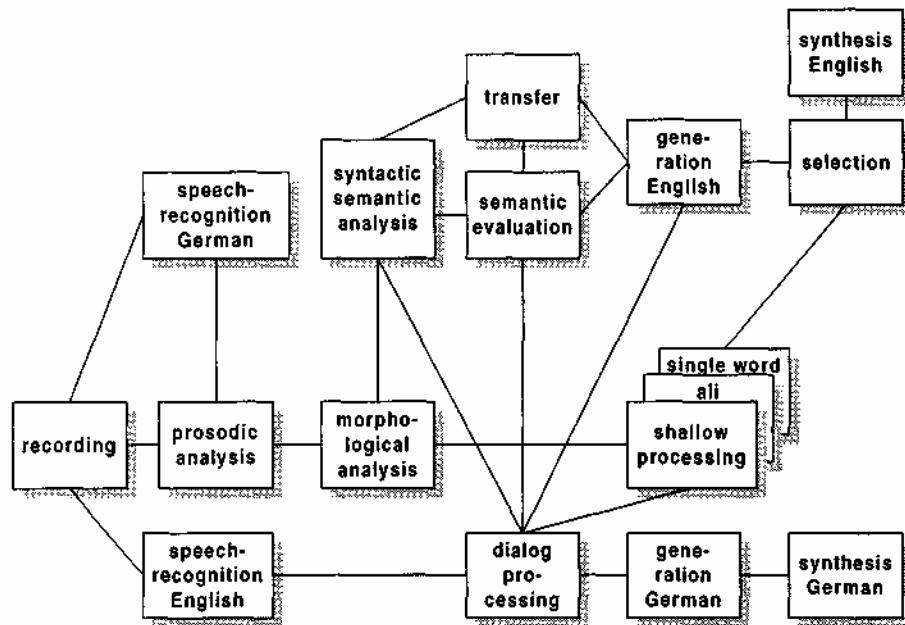 synthesis
English
transfer
gene-
ration
English
selection
syntactic
semantic
analysis
semantic
evaluation
speech-
recognition
German
single word
ali
shallow
processing
recording
prosodic
analysis
morpho-
logical
analysis
speech-
recognition
English
dialog
pro-
cessing
gene-
ration
German
synthesis
German